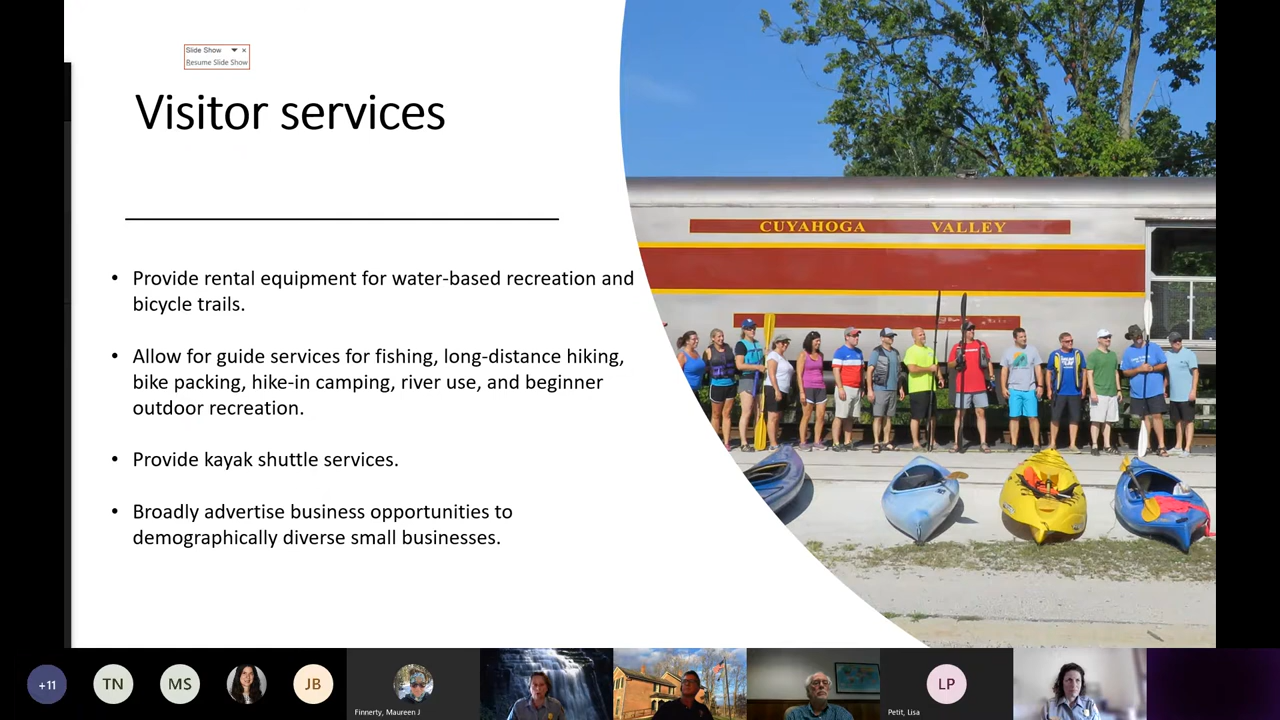 Slide Show
Resume Slide Show
Visitor services
• Provide rental equipment for water-based recreation and
bicycle trails.
• Allow for guide services for fishing, long-distance hiking,
bike packing, hike-in camping, river use, and beginner
outdoor recreation.
• Provide kayak shuttle services.
• Broadly advertise business opportunities to
demographically diverse small businesses.
CUYAHOGA VALLEY
+11
TN
MS
JB
Finnerty, Maureen J
LP
Petit, Lisa